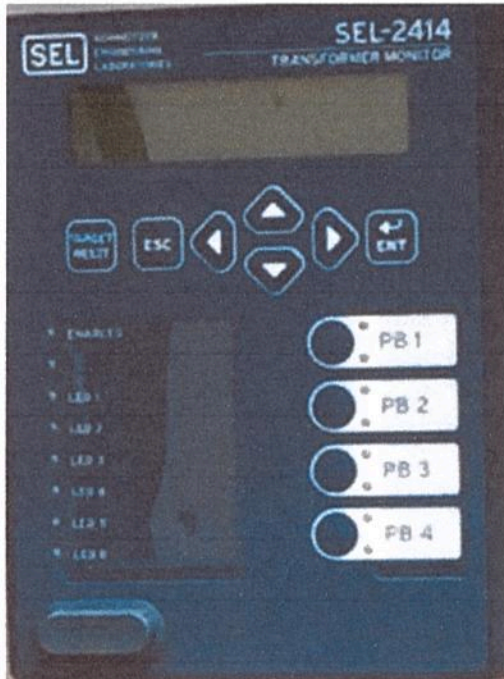 SEL
SCHWEITZER
ENGINEERING
LABORATORIES
SEL-2414
TRANSFORMER MONITOR
TARGET
RESET
ESC
ENT
ENABLED
LED 1
LED 2
LED 3
LED 4
LED 5
LED 6
PB 1
PB 2
PB 3
PB 4